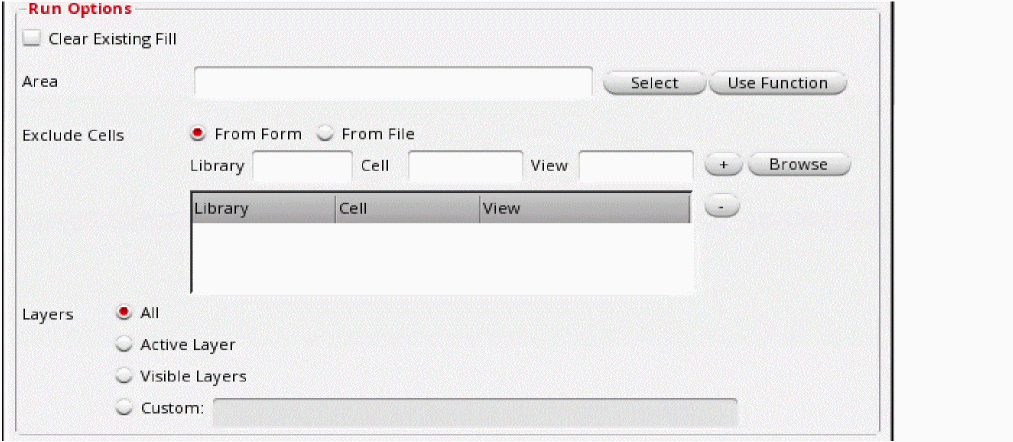 Run Options
Clear Existing Fill
Area Select Use Function
Exclude Cells From Form From File
Library Cell View + Browse
Library Cell View -
Layers All
Active Layer
Visible Layers
Custom: